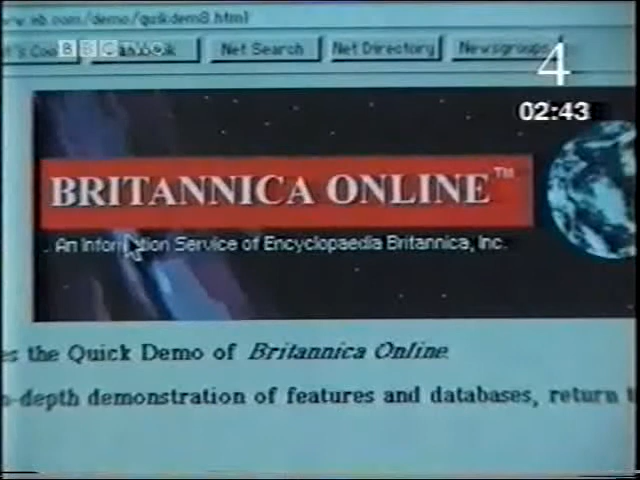 eb.com/demo/quikdem8.html
Net Search
Net Directory
Newsgroups
4
02:43
BRITANNICA ONLINE™
An Information Service of Encyclopaedia Britannica, Inc.
the Quick Demo of Britannica Online
-depth demonstration of features and databases, return